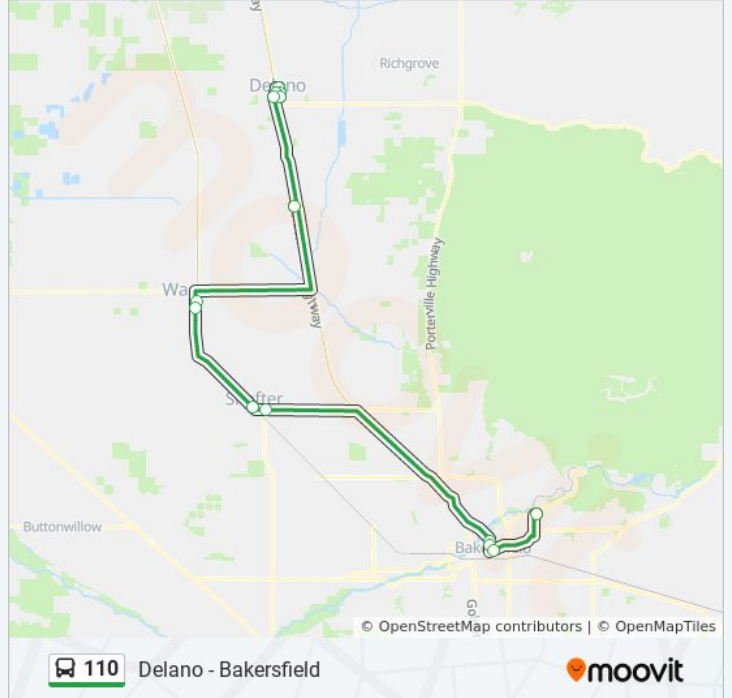 Delano
Richgrove
Porterville Highway
Wa
Shafter
Buttonwillow
Bakersfield
© OpenStreetMap contributors | © OpenMapTiles
110 Delano - Bakersfield
moovit